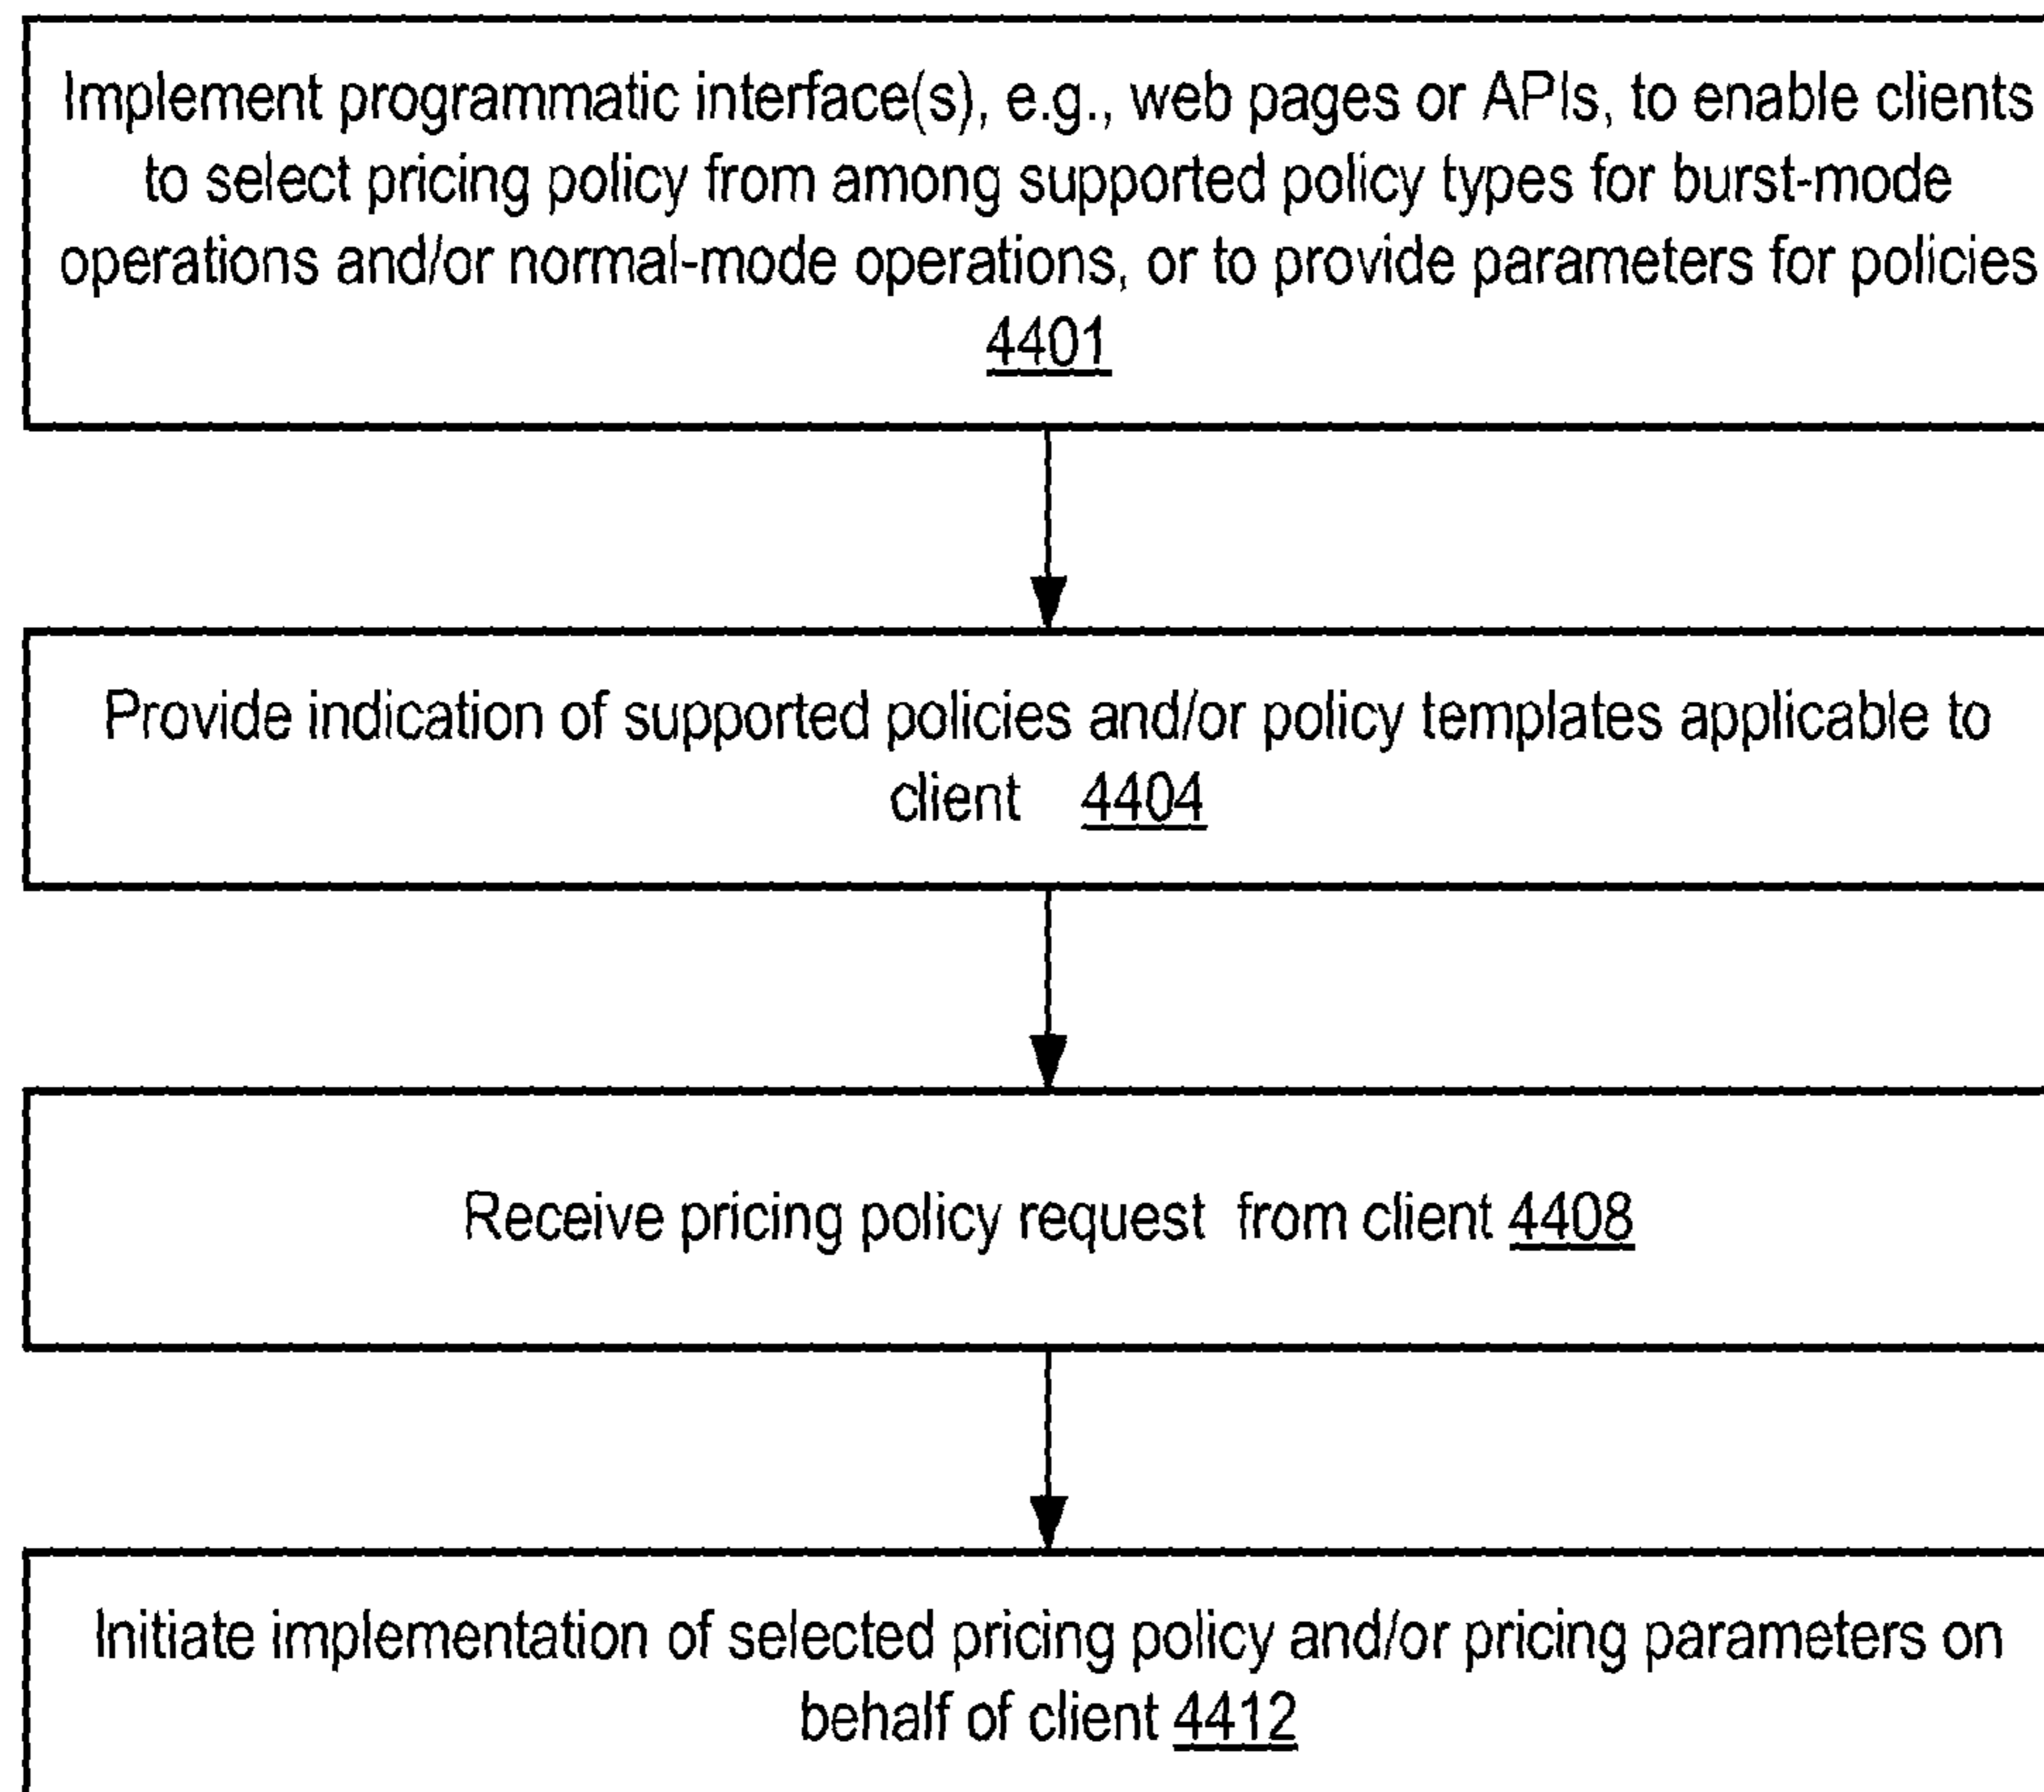 Implement programmatic interface(s), e.g., web pages or APIs, to enable clients
to select pricing policy from among supported policy types for burst-mode
operations and/or normal-mode operations, or to provide parameters for policies
4401
Provide indication of supported policies and/or policy templates applicable to
client 4404
Receive pricing policy request from client 4408
Initiate implementation of selected pricing policy and/or pricing parameters on
behalf of client 4412